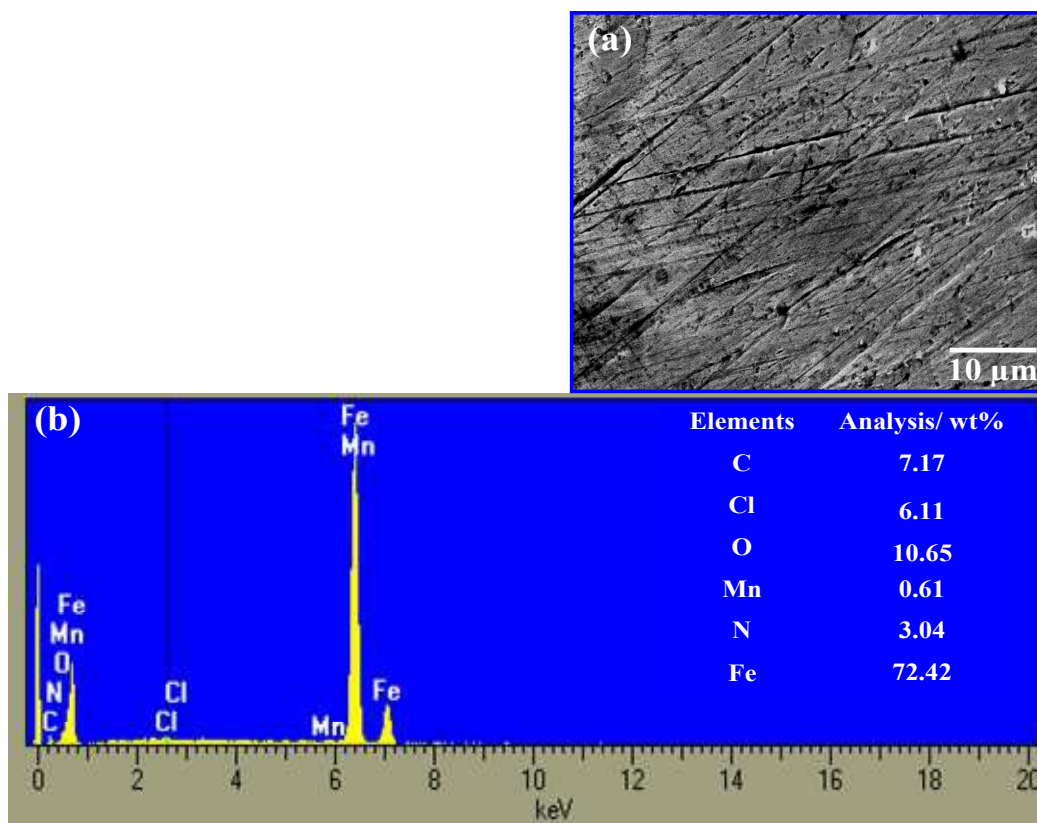 (a)
10 µm
(b)
Fe
Mn
Elements Analysis/ wt%
C 7.17
Cl 6.11
O 10.65
Mn 0.61
N 3.04
Fe 72.42
Fe
Mn
O
N
C
Cl
Cl
Mn
Fe
0 2 4 6 8 10 12 14 16 18 20
keV